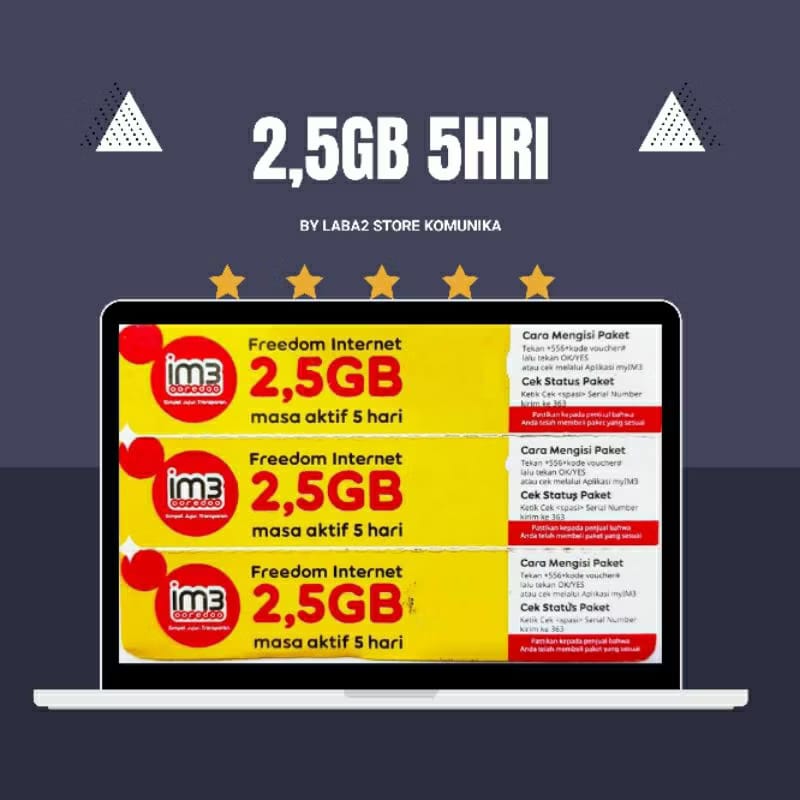 2,5GB 5HRI
BY LABA2 STORE KOMUNIKA
im3
ooredoo
Simpel Jujur Transparan
Freedom Internet
2,5GB
masa aktif 5 hari
Cara Mengisi Paket
Tekan *556*kode voucher#
lalu tekan OK/YES
atau cek melalui Aplikasi myIM3
Cek Status Paket
Ketik Cek <spasi> Serial Number
kirim ke 363
Pastikan kepada penjual bahwa
Anda telah membeli paket yang sesuai
im3
ooredoo
Simpel Jujur Transparan
Freedom Internet
2,5GB
masa aktif 5 hari
Cara Mengisi Paket
Tekan *556*kode voucher#
lalu tekan OK/YES
atau cek melalui Aplikasi myIM3
Cek Status Paket
Ketik Cek <spasi> Serial Number
kirim ke 363
Pastikan kepada penjual bahwa
Anda telah membeli paket yang sesuai
im3
ooredoo
Simpel Jujur Transparan
Freedom Internet
2,5GB
masa aktif 5 hari
Cara Mengisi Paket
Tekan *556*kode voucher#
lalu tekan OK/YES
atau cek melalui Aplikasi myIM3
Cek Status Paket
Ketik Cek <spasi> Serial Number
kirim ke 363
Pastikan kepada penjual bahwa
Anda telah membeli paket yang sesuai